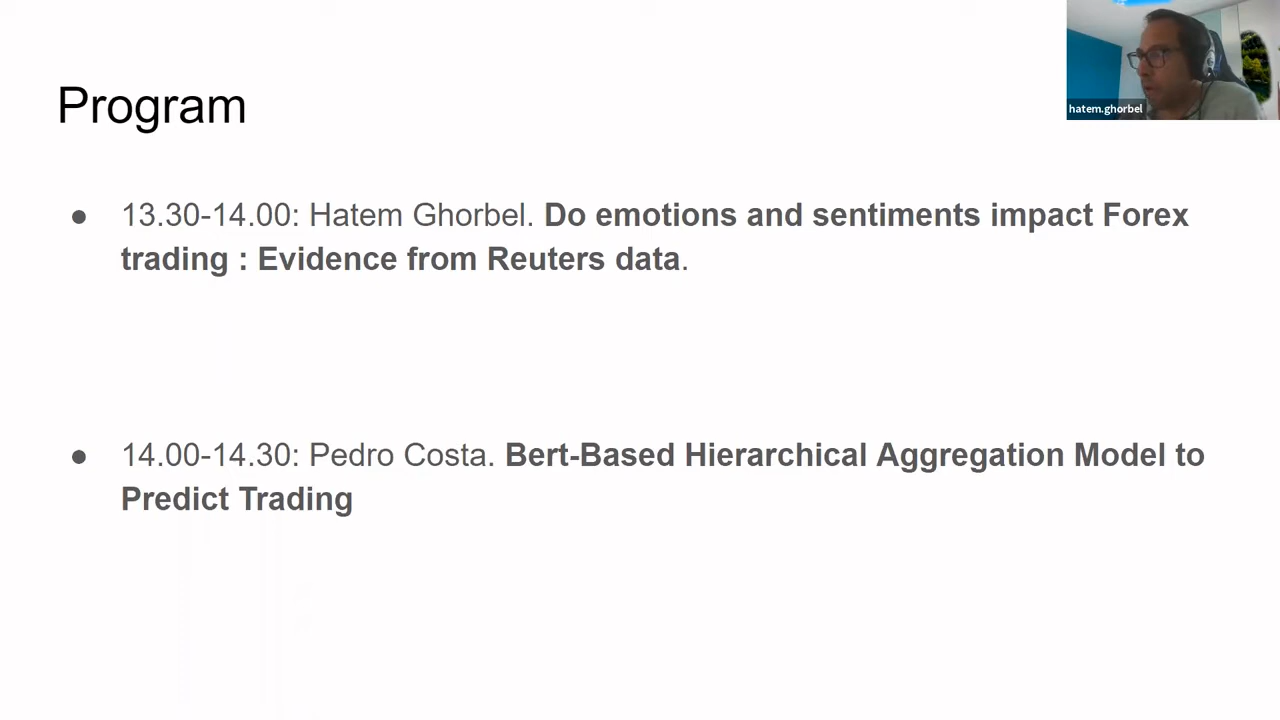 hatem.ghorbel
Program
● 13.30-14.00: Hatem Ghorbel. Do emotions and sentiments impact Forex
trading : Evidence from Reuters data.
● 14.00-14.30: Pedro Costa. Bert-Based Hierarchical Aggregation Model to
Predict Trading